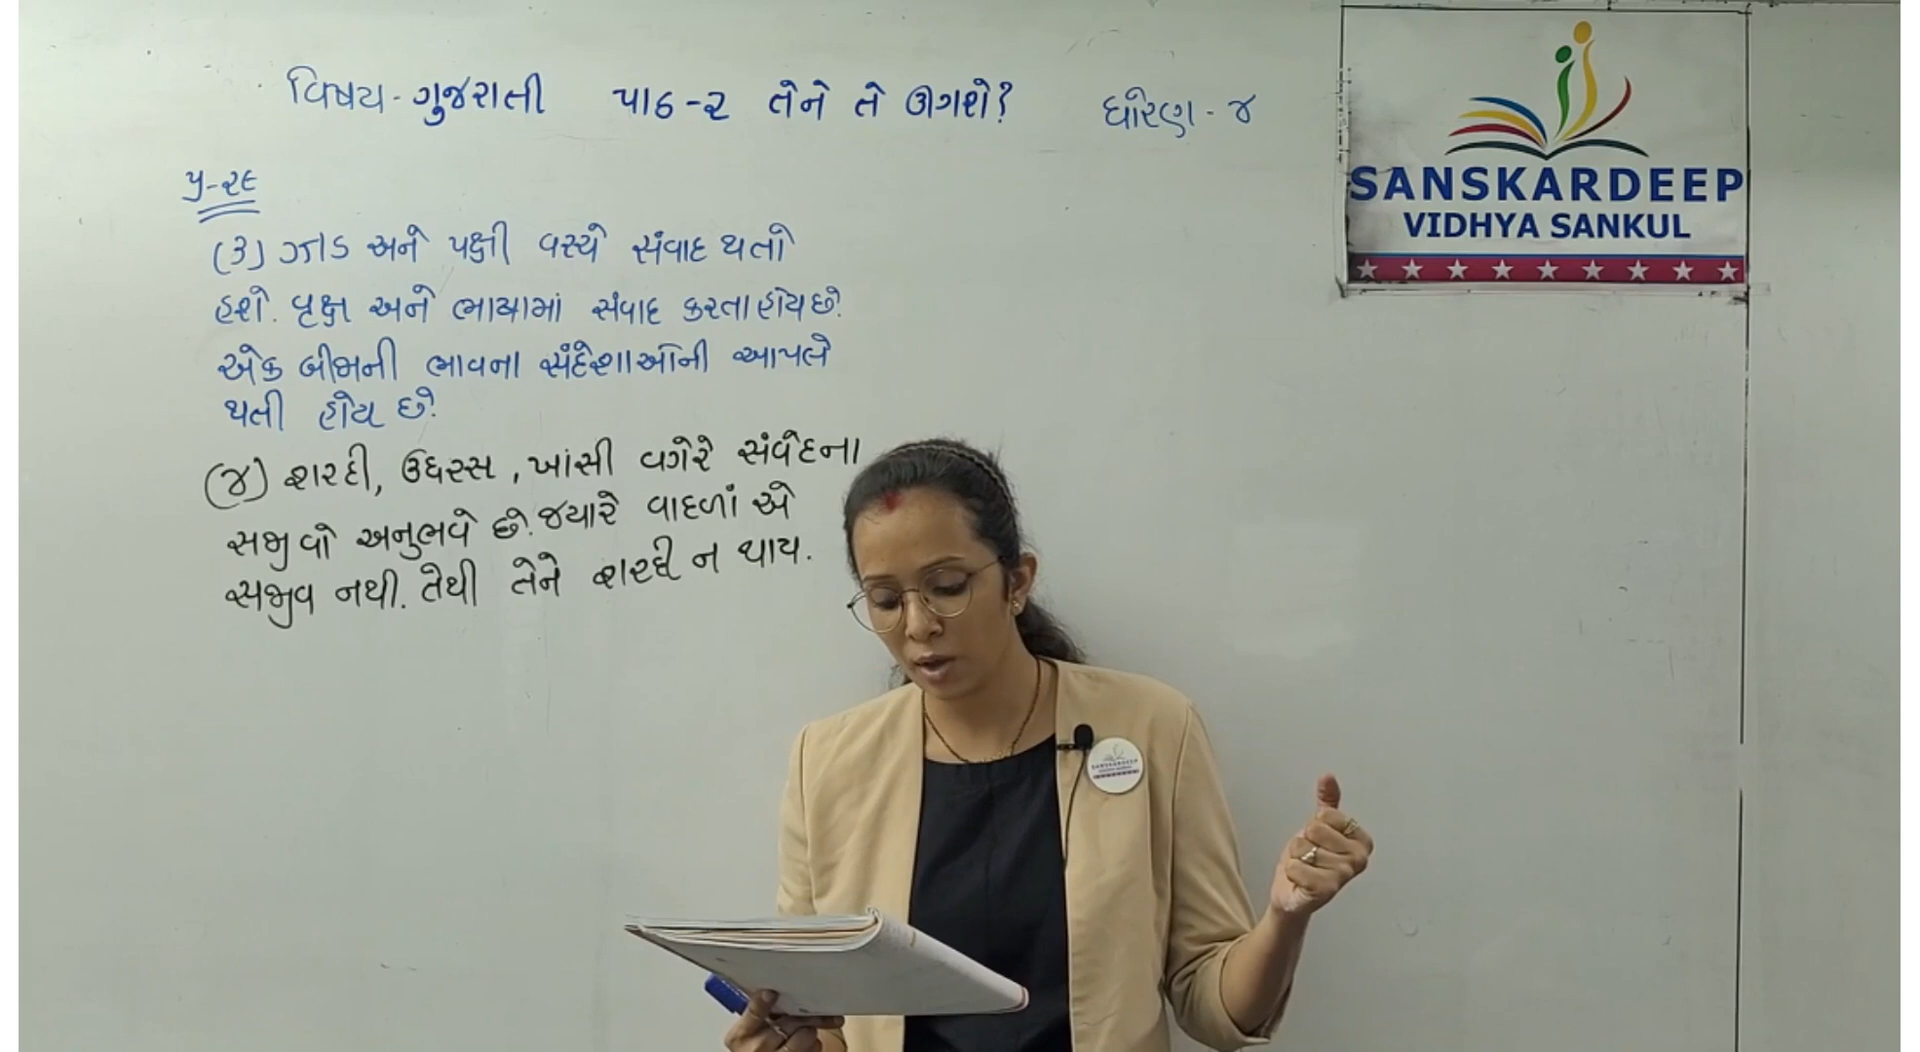 વિષય - ગુજરાતી પાઠ - ૨ તેને તે ઊગશે? ધોરણ - ૪
SANSKARDEEP
VIDHYA SANKUL
પૃ - ૨૯
(૩) ઝાડ અને પક્ષી વચ્ચે સંવાદ થતો
હશે. વૃક્ષ અને ભાષામાં સંવાદ કરતા હોય છે.
એક બીજાની ભાવના સંદેશાઓની આપલે
થતી હોય છે.
(૪) શરદી, ઉધરસ, ખાંસી વગેરે સંવેદના
સજીવો અનુભવે છે. જ્યારે વાદળાં એ
સજીવ નથી. તેથી તેને શરદી ન થાય.
SANSKARDEEP